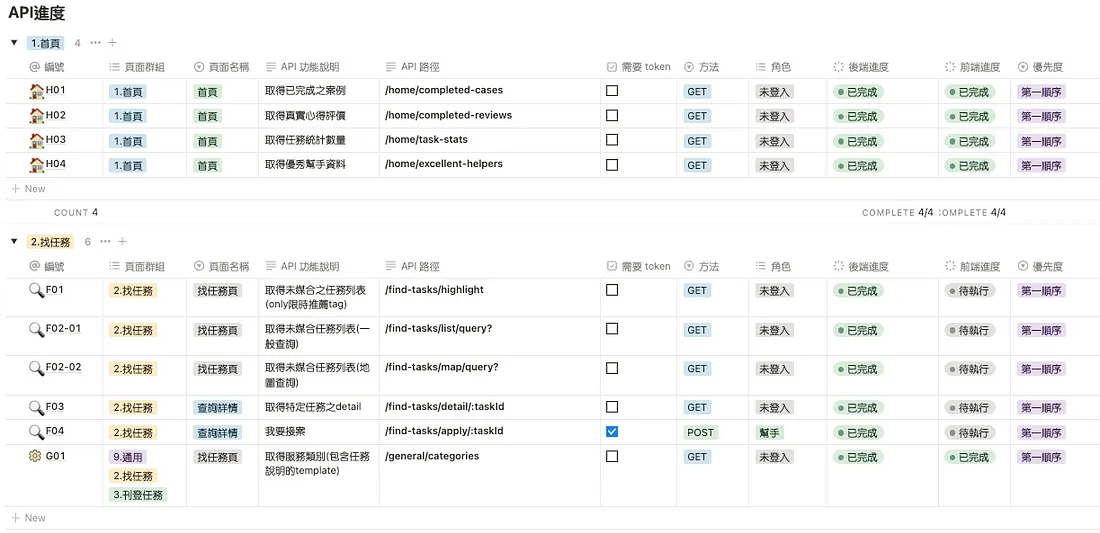 API進度
1.首頁 4
編號 頁面群組 頁面名稱 API 功能說明 API 路徑 需要 token 方法 角色 後端進度 前端進度 優先度
H01 1.首頁 首頁 取得已完成之案例 /home/completed-cases GET 未登入 已完成 已完成 第一順序
H02 1.首頁 首頁 取得真實心得評價 /home/completed-reviews GET 未登入 已完成 已完成 第一順序
H03 1.首頁 首頁 取得任務統計數量 /home/task-stats GET 未登入 已完成 已完成 第一順序
H04 1.首頁 首頁 取得優秀幫手資料 /home/excellent-helpers GET 未登入 已完成 已完成 第一順序
New
COUNT 4 COMPLETE 4/4 OMPLETE 4/4
2.找任務 6
編號 頁面群組 頁面名稱 API 功能說明 API 路徑 需要 token 方法 角色 後端進度 前端進度 優先度
F01 2.找任務 找任務頁 取得未媒合之任務列表 /find-tasks/highlight GET 未登入 已完成 待執行 第一順序
(only限時推薦tag)
F02-01 2.找任務 找任務頁 取得未媒合任務列表(一 /find-tasks/list/query? GET 未登入 已完成 待執行 第一順序
般查詢)
F02-02 2.找任務 找任務頁 取得未媒合任務列表(地 /find-tasks/map/query? GET 未登入 已完成 待執行 第一順序
圖查詢)
F03 2.找任務 查詢詳情 取得特定任務之detail /find-tasks/detail/:taskId GET 未登入 已完成 待執行 第一順序
F04 2.找任務 查詢詳情 我要接案 /find-tasks/apply/:taskId POST 幫手 已完成 待執行 第一順序
G01 9.通用 找任務頁 取得服務類別(包含任務 /general/categories GET 未登入 已完成 已完成 第一順序
2.找任務 說明的template)
3.刊登任務
New